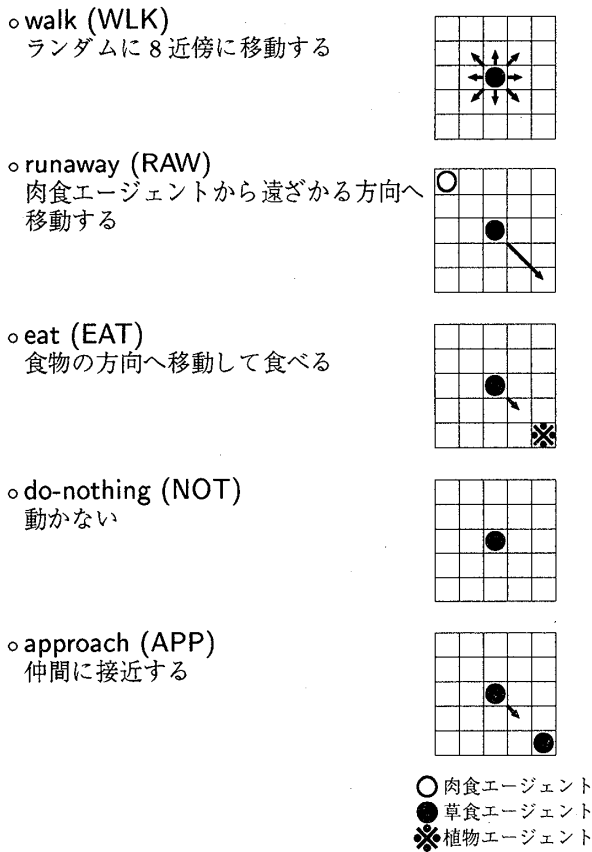 ○ walk (WLK)
ランダムに8近傍に移動する
○ runaway (RAW)
肉食エージェントから遠ざかる方向へ
移動する
○ eat (EAT)
食物の方向へ移動して食べる
○ do-nothing (NOT)
動かない
○ approach (APP)
仲間に接近する
○肉食エージェント
●草食エージェント
※植物エージェント